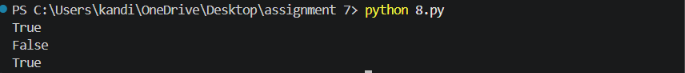 PS C:\Users\kandi\OneDrive\Desktop\assignment 7> python 8.py
True
False
True